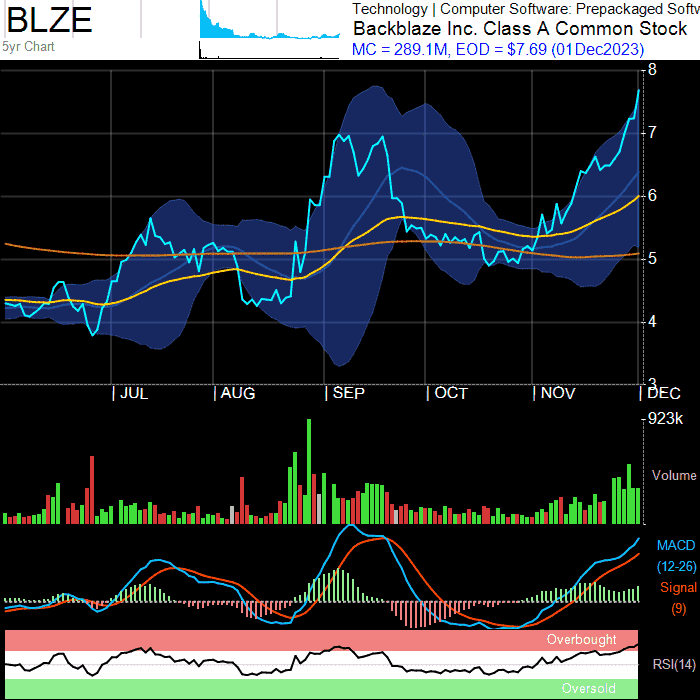 BLZE
5yr Chart
Technology | Computer Software: Prepackaged Softw
Backblaze Inc. Class A Common Stock
MC = 289.1M, EOD = $7.69 (01Dec2023)
8
7
6
5
4
3
| JUL | AUG | SEP | OCT | NOV | DEC
923k
Volume
MACD
(12-26)
Signal
(9)
Overbought
RSI(14)
Oversold